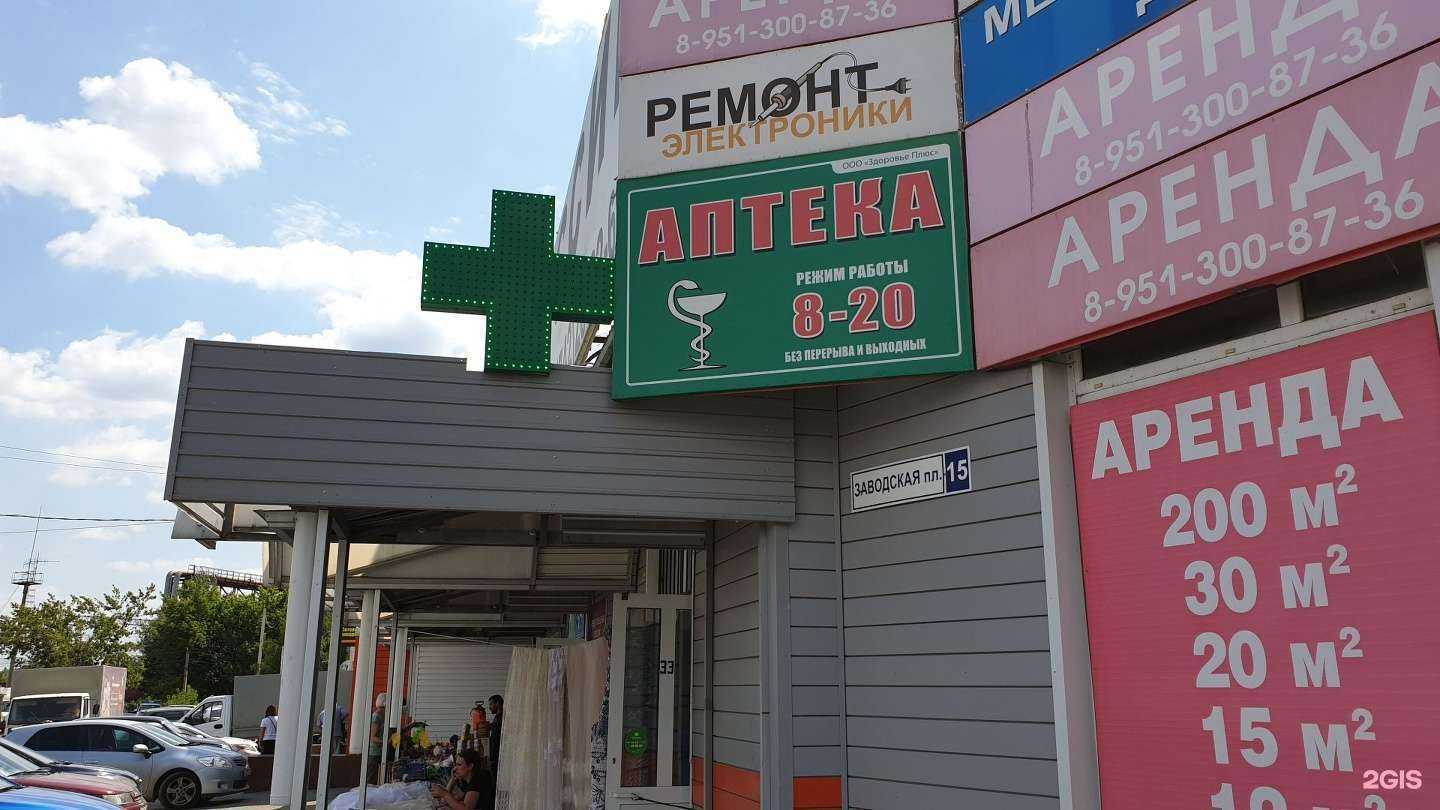 8-951-300-87-36
РЕМОНТ
ЭЛЕКТРОНИКИ
ООО «Здоровье Плюс»
АПТЕКА
РЕЖИМ РАБОТЫ
8-20
БЕЗ ПЕРЕРЫВА И ВЫХОДНЫХ
АРЕНДА
8-951-300-87-36
АРЕНДА
8-951-300-87-36
ЗАВОДСКАЯ пл. 15
АРЕНДА
200 м²
30 м²
20 м²
15 м²
33
2GIS